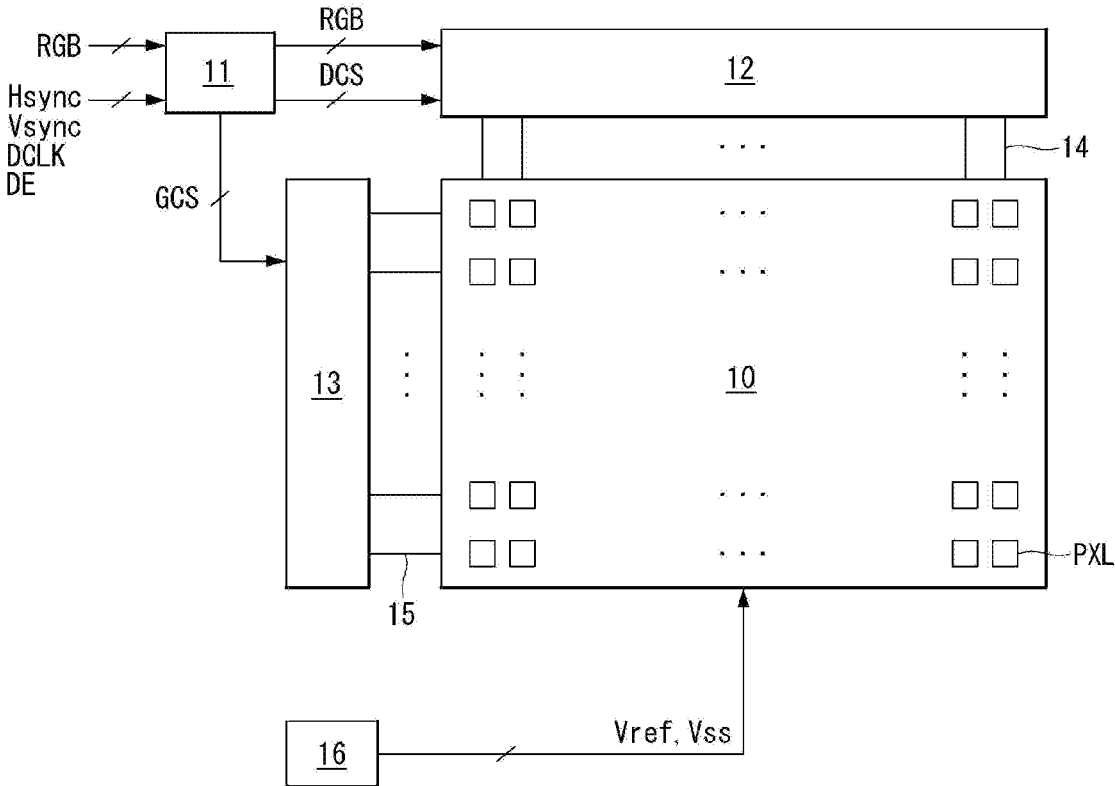 RGB
RGB
11
12
Hsync
DCS
Vsync
DCLK
DE
14
GCS
13
10
PXL
15
Vref, Vss
16